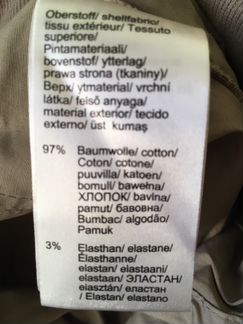 Oberstoff/ shellfabric/
tissu extérieur/ Tessuto
superiore/
Pintamateriaali/
bovenstof/ ytterlag/
prawa strona (tkaniny)/
Верх/ ytmaterial/ vrchní
látka/ felső anyaga/
material exterior/ tecido
externo/ üst kumaş
97% Baumwolle/ cotton/
Coton/ cotone/
puuvilla/ katoen/
bomull/ bawełna/
ХЛОПОК/ bavlna/
pamut/ бавовна/
Bumbac/ algodão/
Pamuk
3% Elasthan/ elastane/
Élasthanne/
elastan/ elastaani/
elastaan/ ЭЛАСТАН/
elasztán/ еластан
/ Elastan/ elastano